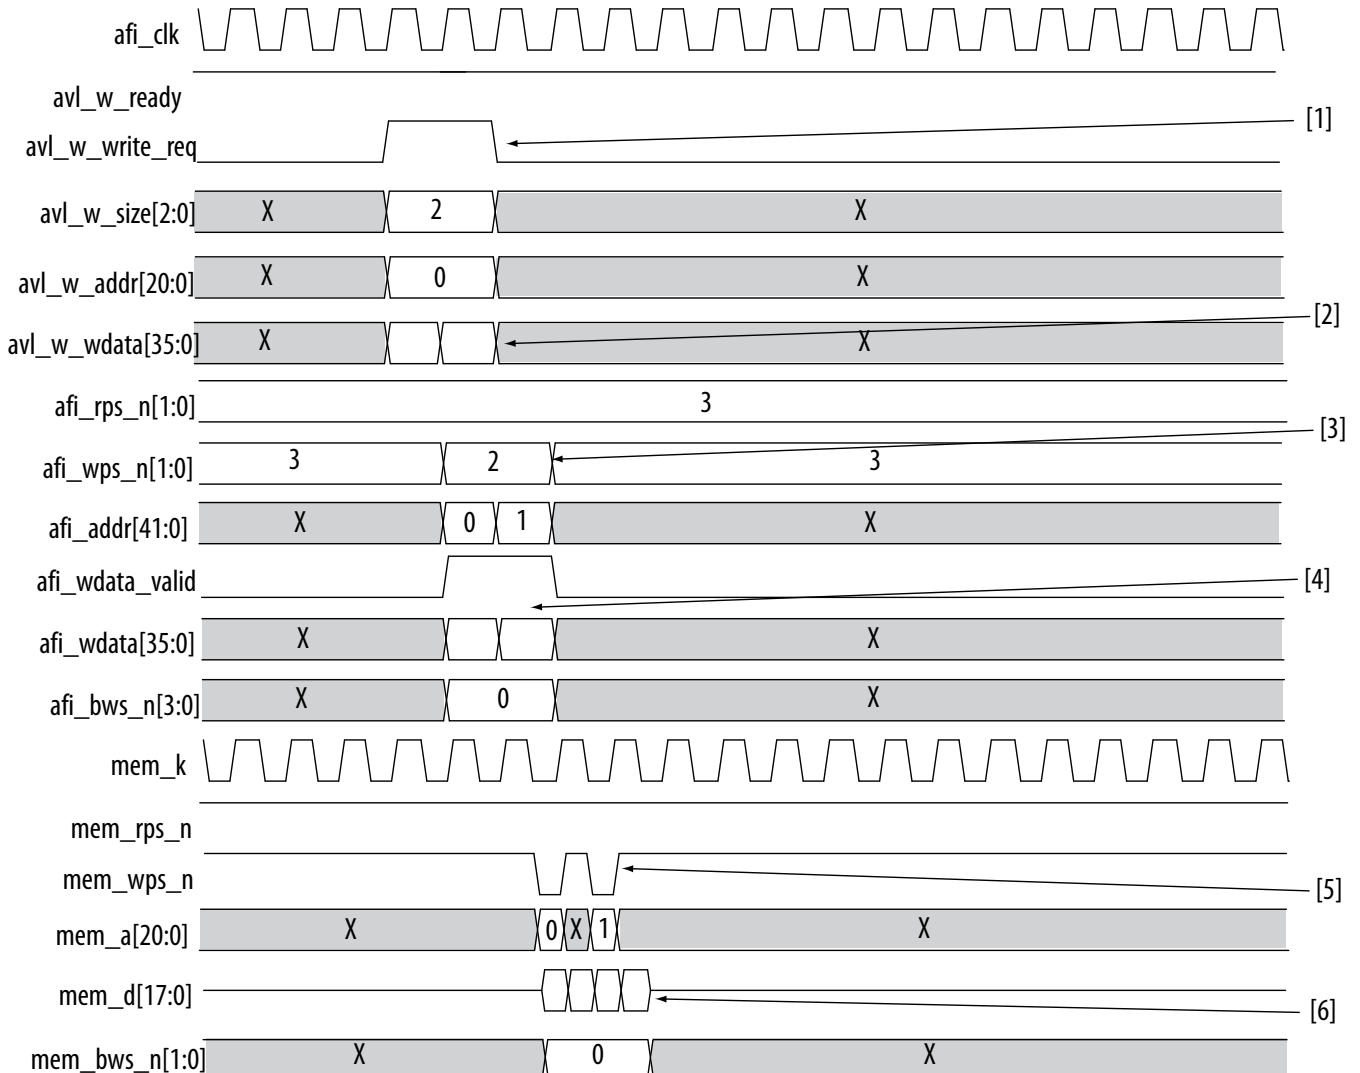 afi_clk
avl_w_ready
[1]
avl_w_write_req
avl_w_size[2:0] X 2 X
avl_w_addr[20:0] X 0 X
[2]
avl_w_wdata[35:0] X X
afi_rps_n[1:0] 3
[3]
afi_wps_n[1:0] 3 2 3
afi_addr[41:0] X 0 1 X
afi_wdata_valid
[4]
afi_wdata[35:0] X X
afi_bws_n[3:0] X 0 X
mem_k
mem_rps_n
mem_wps_n
[5]
mem_a[20:0] X 0 X 1 X
mem_d[17:0]
[6]
mem_bws_n[1:0] X 0 X